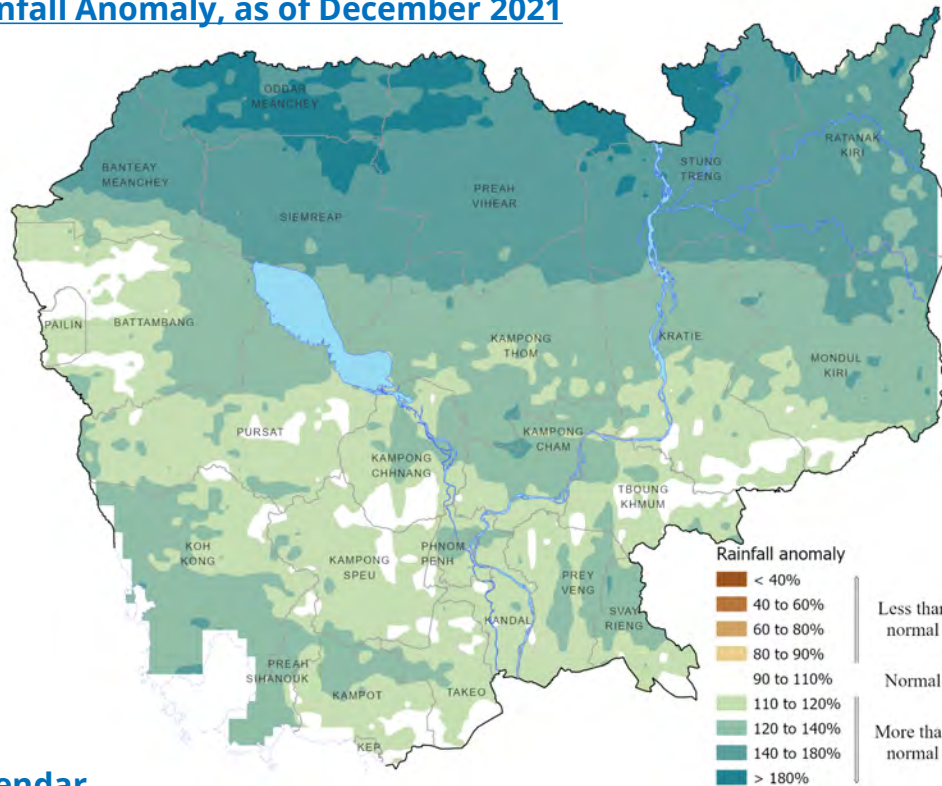 nfall Anomaly, as of December 2021
ODDAR
MEANCHEY
BANTEAY
MEANCHEY
SIEMREAP
PREAH
VIHEAR
STUNG
TRENG
RATANAK
KIRI
PAILIN
BATTAMBANG
KAMPONG
THOM
KRATIE
MONDUL
KIRI
PURSAT
KAMPONG
CHHNANG
KAMPONG
CHAM
TBOUNG
KHMUM
KOH
KONG
KAMPONG
SPEU
PHNOM
PENH
PREY
VENG
KANDAL
SVAY
RIENG
PREAH
SIHANOUK
KAMPOT
TAKEO
KEP
Rainfall anomaly
< 40%
40 to 60%
60 to 80%
80 to 90%
90 to 110%
110 to 120%
120 to 140%
140 to 180%
> 180%
Less than
normal
Normal
More tha
normal
endar